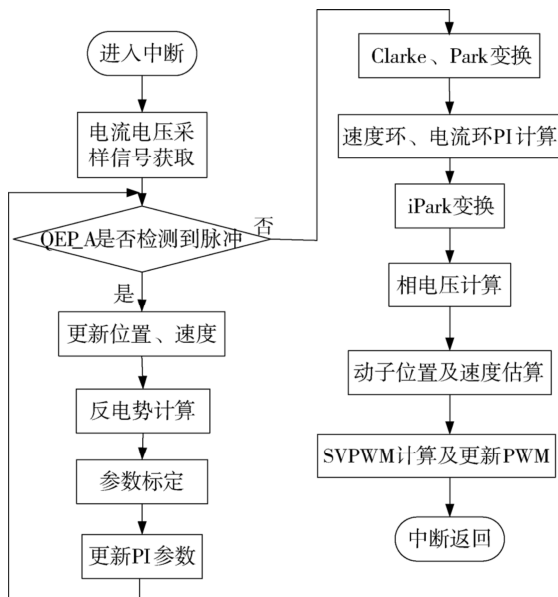 进入中断
电流电压采
样信号获取
QEP_A是否检测到脉冲
否
是
更新位置、速度
反电势计算
参数标定
更新PI参数
Clarke、Park变换
速度环、电流环PI计算
iPark变换
相电压计算
动子位置及速度估算
SVPWM计算及更新PWM
中断返回